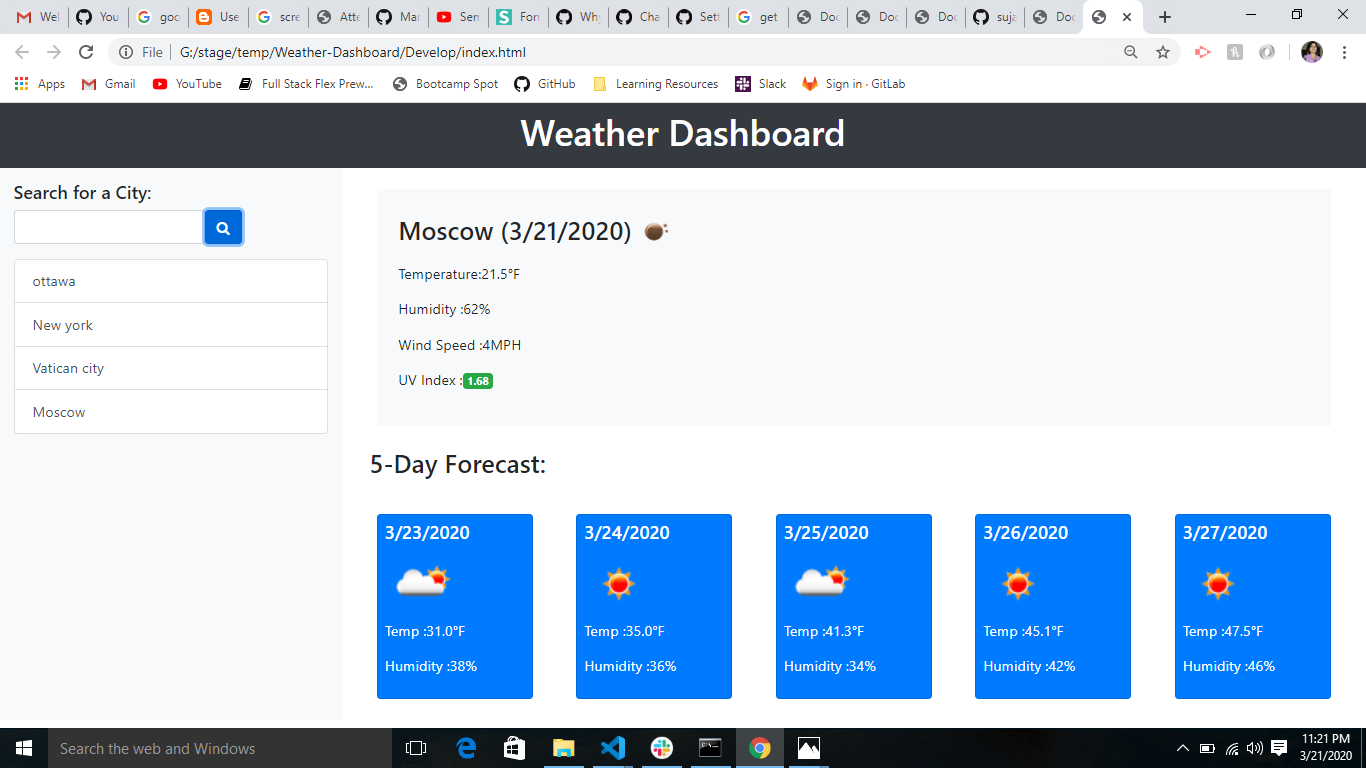 Wel
You
goo
Use
scre
Atte
Mar
Sem
Forr
Why
Cha
Sett
get
Doc
Doc
Doc
suja
Doc
File
G:/stage/temp/Weather-Dashboard/Develop/index.html
Apps
Gmail
YouTube
Full Stack Flex Prew...
Bootcamp Spot
GitHub
Learning Resources
Slack
Sign in · GitLab
Weather Dashboard
Search for a City:
ottawa
New york
Vatican city
Moscow
Moscow (3/21/2020)
Temperature:21.5°F
Humidity :62%
Wind Speed :4MPH
UV Index :1.68
5-Day Forecast:
3/23/2020
Temp :31.0°F
Humidity :38%
3/24/2020
Temp :35.0°F
Humidity :36%
3/25/2020
Temp :41.3°F
Humidity :34%
3/26/2020
Temp :45.1°F
Humidity :42%
3/27/2020
Temp :47.5°F
Humidity :46%
Search the web and Windows
11:21 PM
3/21/2020